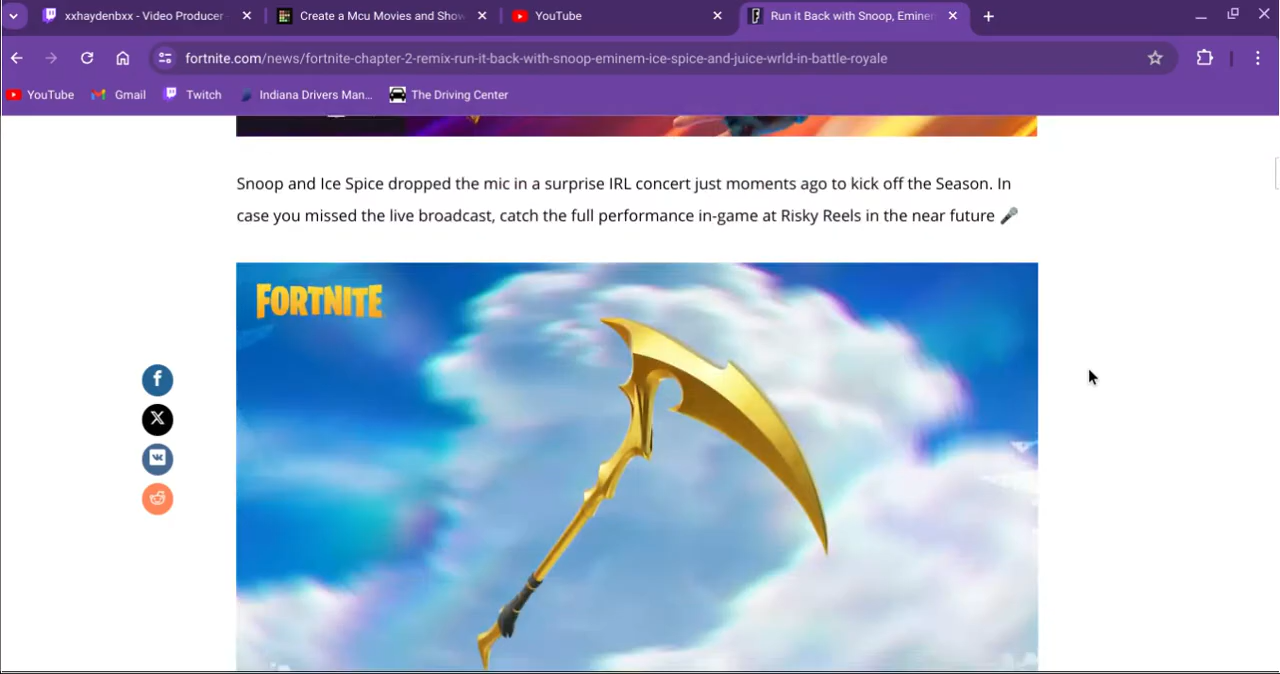 xxhaydenbxx - Video Producer
Create a Mcu Movies and Show
YouTube
Run it Back with Snoop, Eminen
fortnite.com/news/fortnite-chapter-2-remix-run-it-back-with-snoop-eminem-ice-spice-and-juice-wrld-in-battle-royale
YouTube
Gmail
Twitch
Indiana Drivers Man...
The Driving Center
Snoop and Ice Spice dropped the mic in a surprise IRL concert just moments ago to kick off the Season. In
case you missed the live broadcast, catch the full performance in-game at Risky Reels in the near future 🎤
FORTNITE